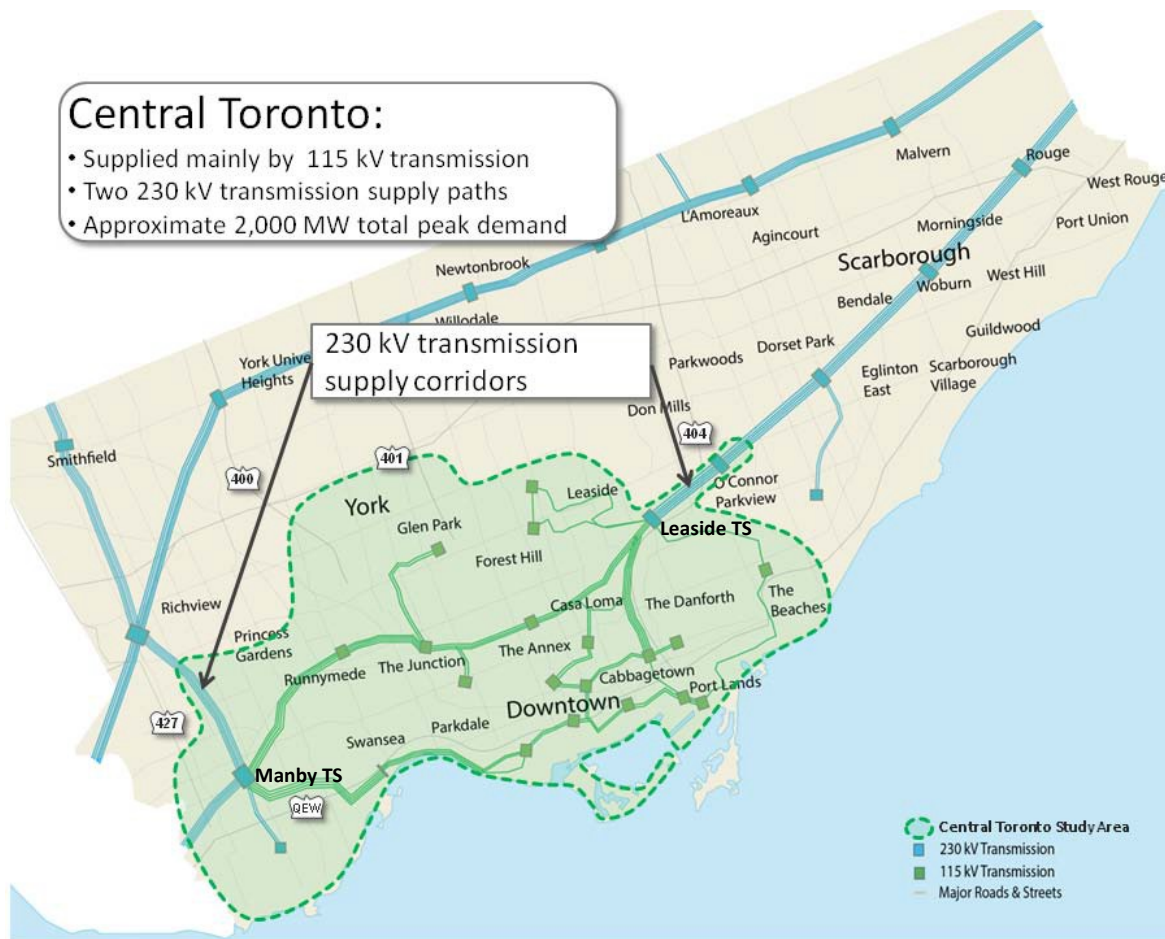 Central Toronto:
• Supplied mainly by 115 kV transmission
• Two 230 kV transmission supply paths
• Approximate 2,000 MW total peak demand
Malvern
Rouge
West Rouge
L'Amoreaux
Agincourt
Morningside
Port Union
Scarborough
Newtonbrook
Woburn
West Hill
Bendale
Willodale
Guildwood
230 kV transmission
supply corridors
York Unive
Heights
Parkwoods
Dorset Park
Eglinton
East
Scarborough
Village
Don Mills
404
Smithfield
400
401
O'Connor
Parkview
Leaside
York
Glen Park
Leaside TS
Forest Hill
Richview
Casa Loma
The Danforth
The
Beaches
Princess
Gardens
The Annex
The Junction
Runnymede
Cabbagetown
Port Lands
Downtown
427
Parkdale
Swansea
Manby TS
QEW
Central Toronto Study Area
230 kV Transmission
115 kV Transmission
Major Roads & Streets